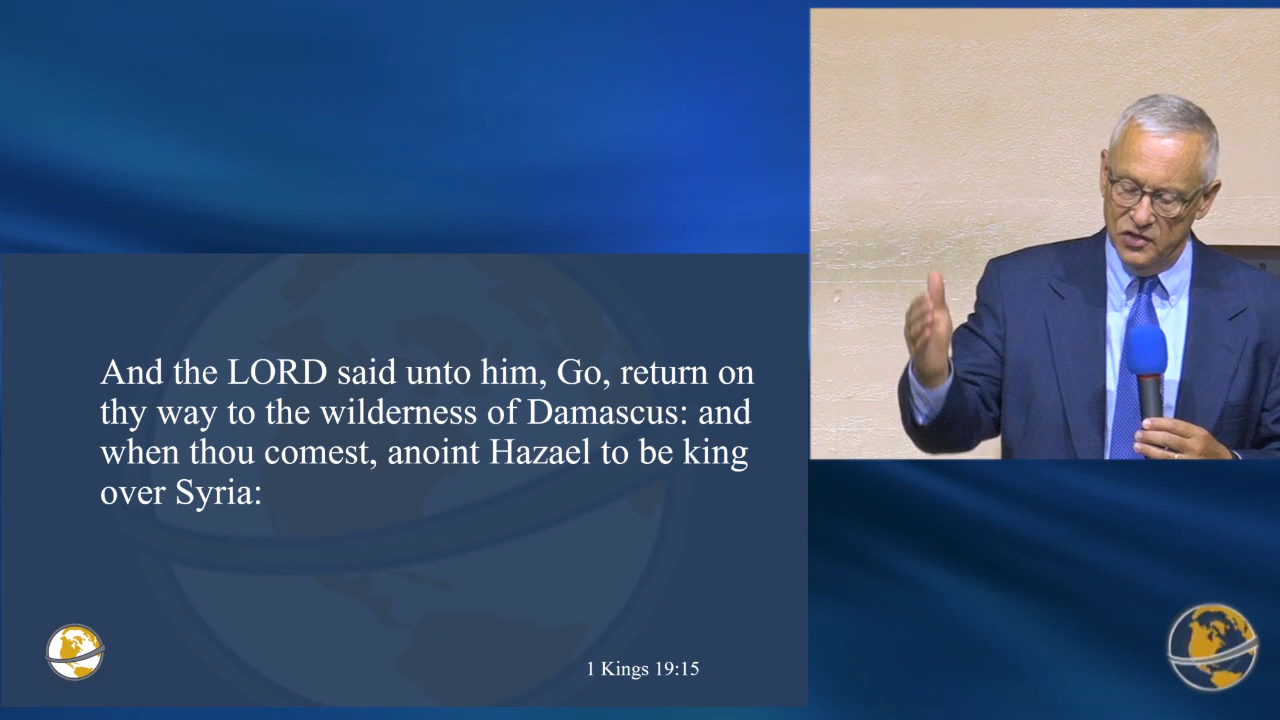 And the LORD said unto him, Go, return on
thy way to the wilderness of Damascus: and
when thou comest, anoint Hazael to be king
over Syria:
1 Kings 19:15